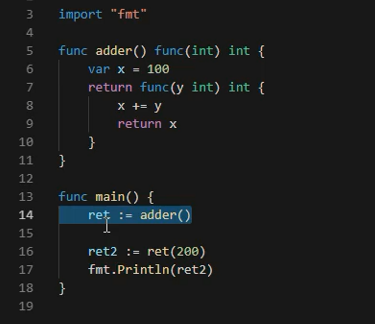 3 import "fmt"
4
5 func adder() func(int) int {
6     var x = 100
7     return func(y int) int {
8         x += y
9         return x
10     }
11 }
12
13 func main() {
14     ret := adder()
15
16     ret2 := ret(200)
17     fmt.Println(ret2)
18 }
19